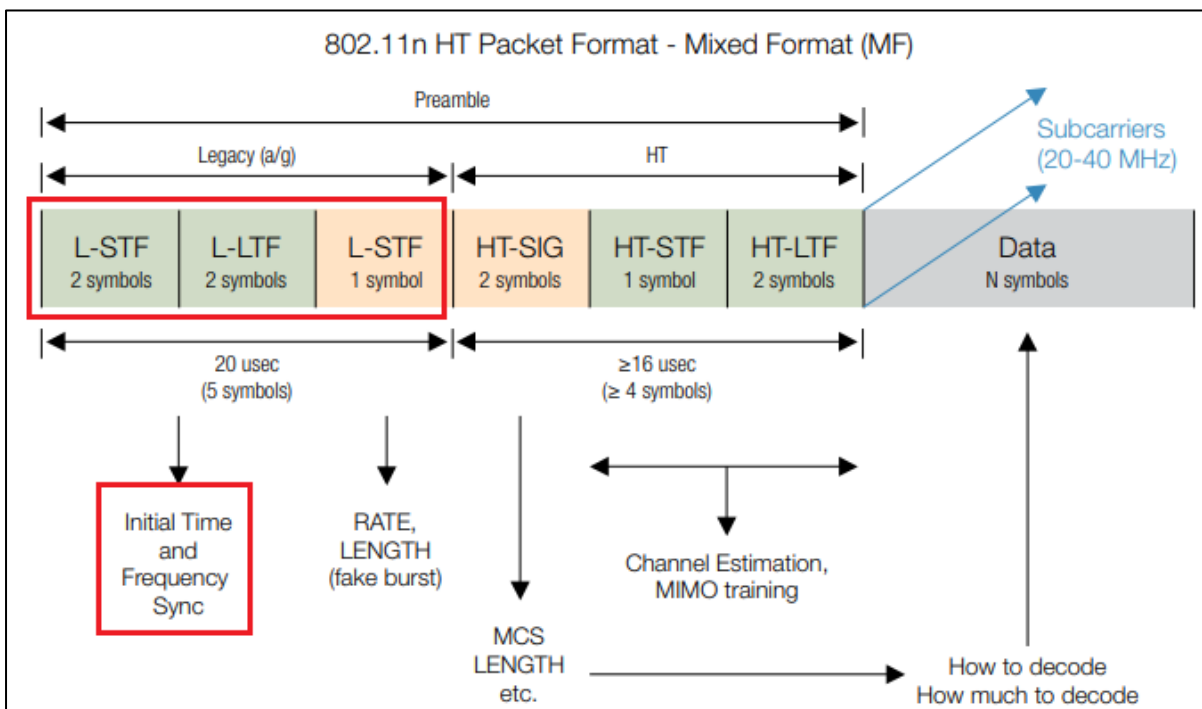 802.11n HT Packet Format - Mixed Format (MF)
Preamble
Legacy (a/g)
HT
Subcarriers
(20-40 MHz)
L-STF
2 symbols
L-LTF
2 symbols
L-STF
1 symbol
HT-SIG
2 symbols
HT-STF
1 symbol
HT-LTF
2 symbols
Data
N symbols
20 usec
(5 symbols)
≥16 usec
(≥ 4 symbols)
Initial Time
and
Frequency
Sync
RATE,
LENGTH
(fake burst)
MCS
LENGTH
etc.
Channel Estimation,
MIMO training
How to decode
How much to decode